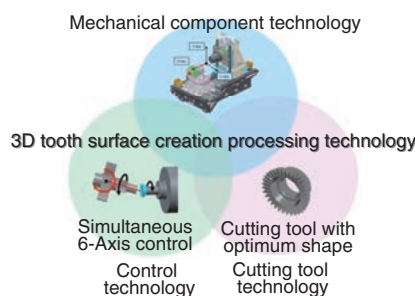 Mechanical component technology
3D tooth surface creation processing technology
Simultaneous
6-Axis control
Cutting tool with
optimum shape
Control
technology
Cutting tool
technology